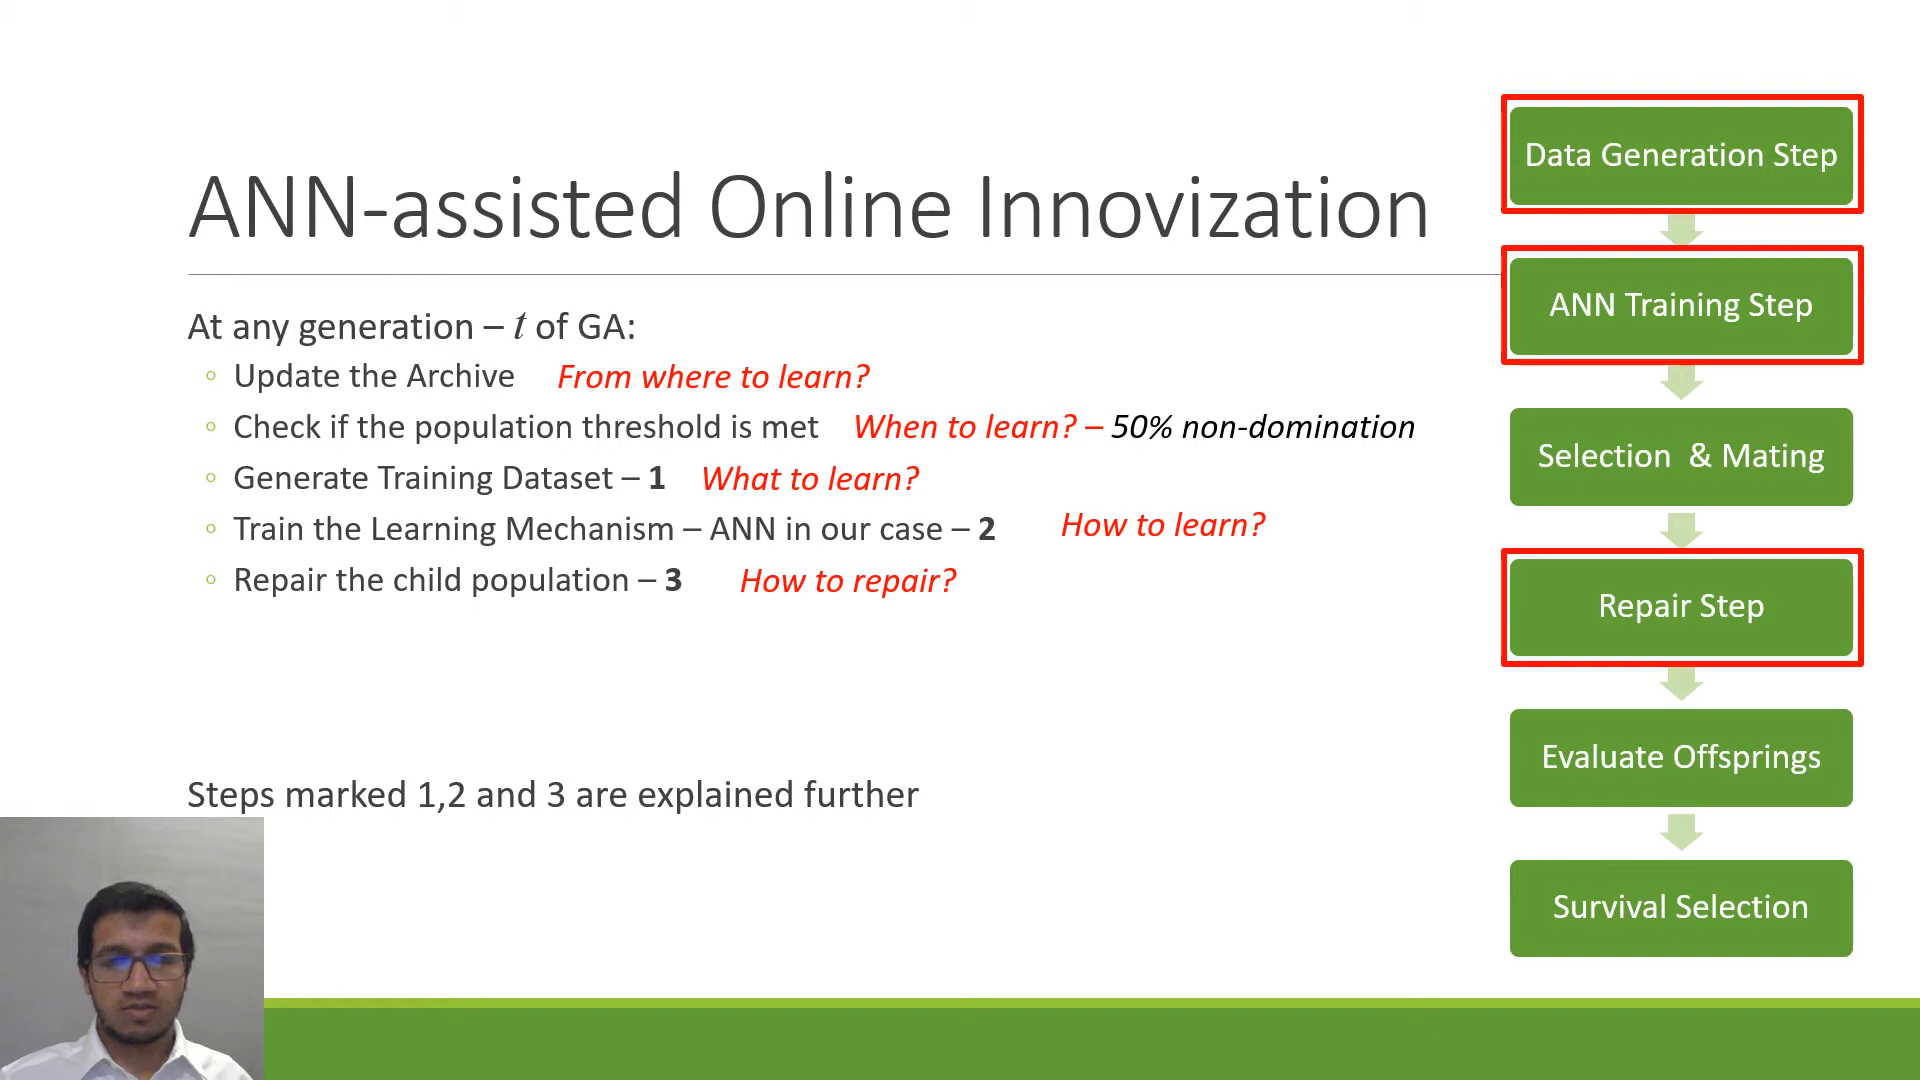 ANN-assisted Online Innovization
At any generation – t of GA:
Update the Archive From where to learn?
Check if the population threshold is met When to learn? – 50% non-domination
Generate Training Dataset – 1 What to learn?
Train the Learning Mechanism – ANN in our case – 2 How to learn?
Repair the child population – 3 How to repair?
Steps marked 1,2 and 3 are explained further
Data Generation Step
ANN Training Step
Selection & Mating
Repair Step
Evaluate Offsprings
Survival Selection